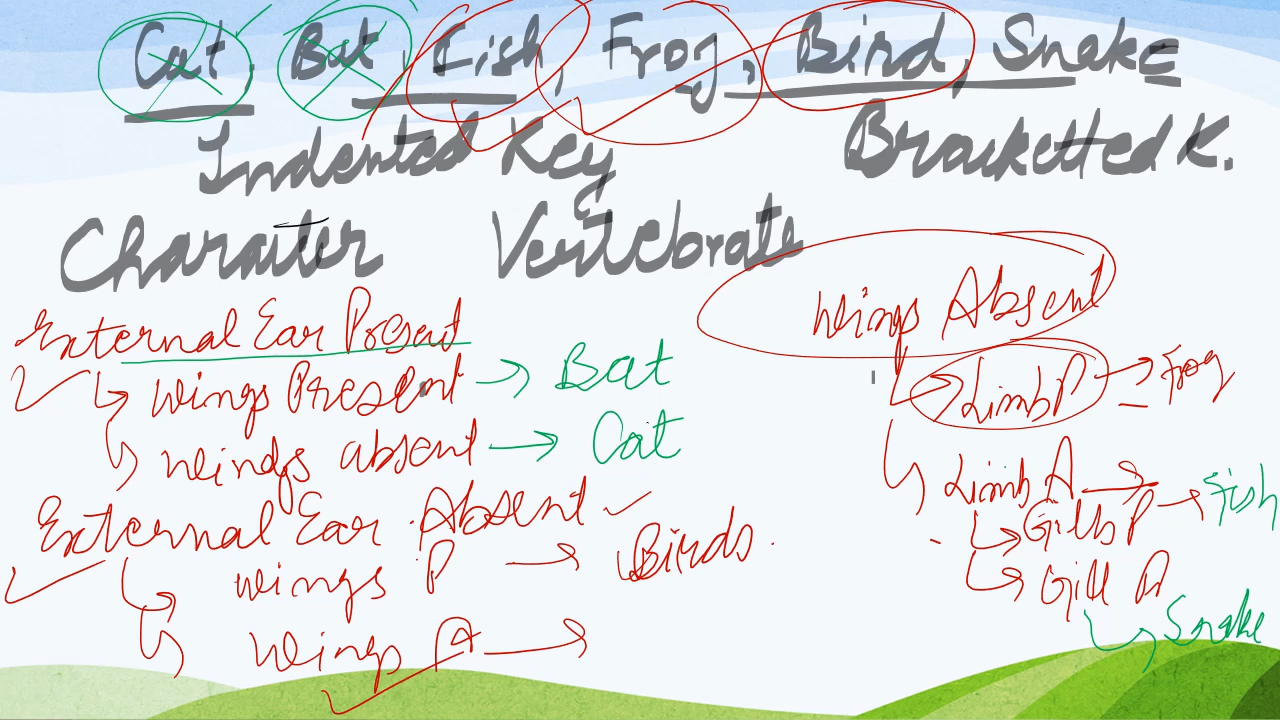 Cat, Bat, Fish, Frog, Bird, Snake
Indented Key
Bracketted K.
Character Vertebrate
External Ear Present
Wings Present → Bat
Wings absent → Cat
External Ear Absent
Wings P → Birds.
Wings A →
Wings Absent
Limb P → Frog
Limb A →
Gills P → Fish
Gill A
Snake